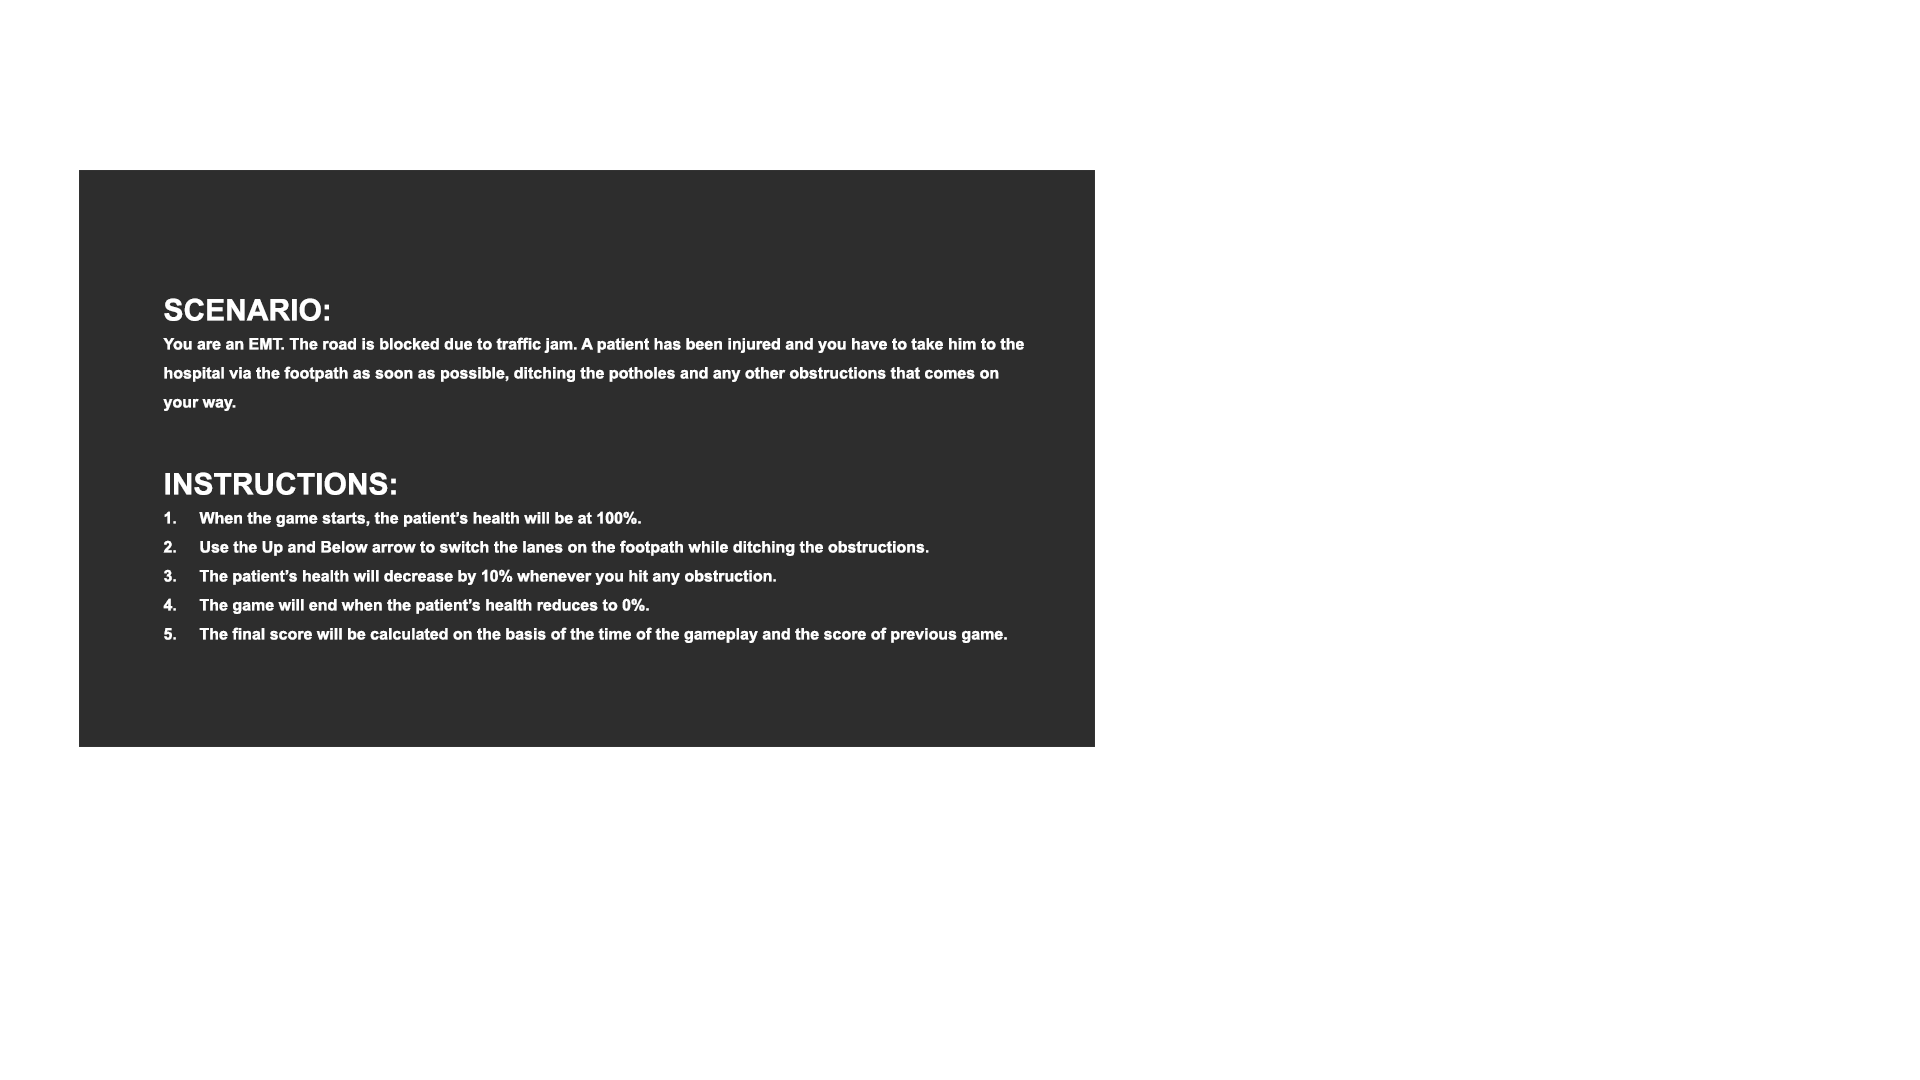 SCENARIO:
You are an EMT. The road is blocked due to traffic jam. A patient has been injured and you have to take him to the
hospital via the footpath as soon as possible, ditching the potholes and any other obstructions that comes on
your way.
INSTRUCTIONS:
1. When the game starts, the patient’s health will be at 100%.
2. Use the Up and Below arrow to switch the lanes on the footpath while ditching the obstructions.
3. The patient’s health will decrease by 10% whenever you hit any obstruction.
4. The game will end when the patient’s health reduces to 0%.
5. The final score will be calculated on the basis of the time of the gameplay and the score of previous game.